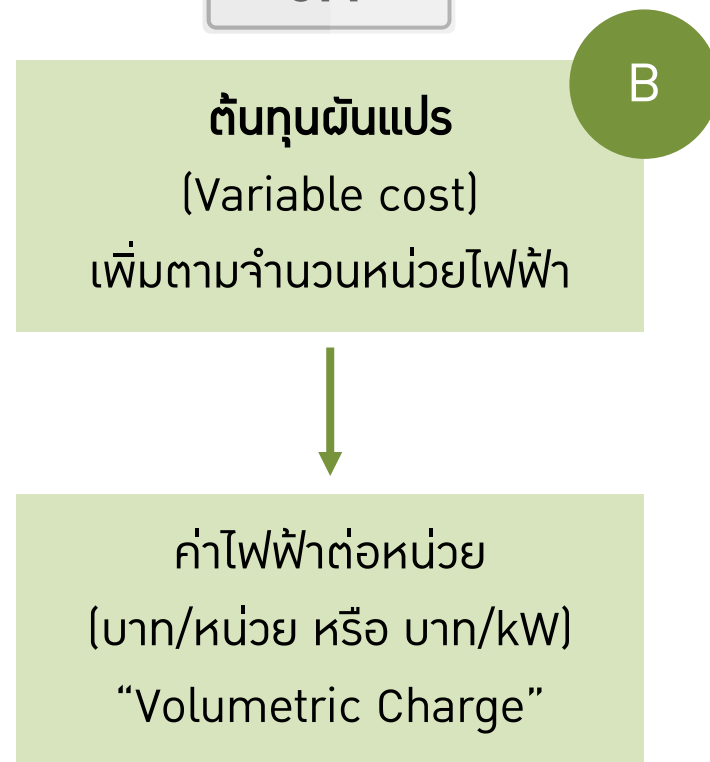 B
ต้นทุนผันแปร
(Variable cost)
เพิ่มตามจำนวนหน่วยไฟฟ้า
ค่าไฟฟ้าต่อหน่วย
(บาท/หน่วย หรือ บาท/kW)
“Volumetric Charge”